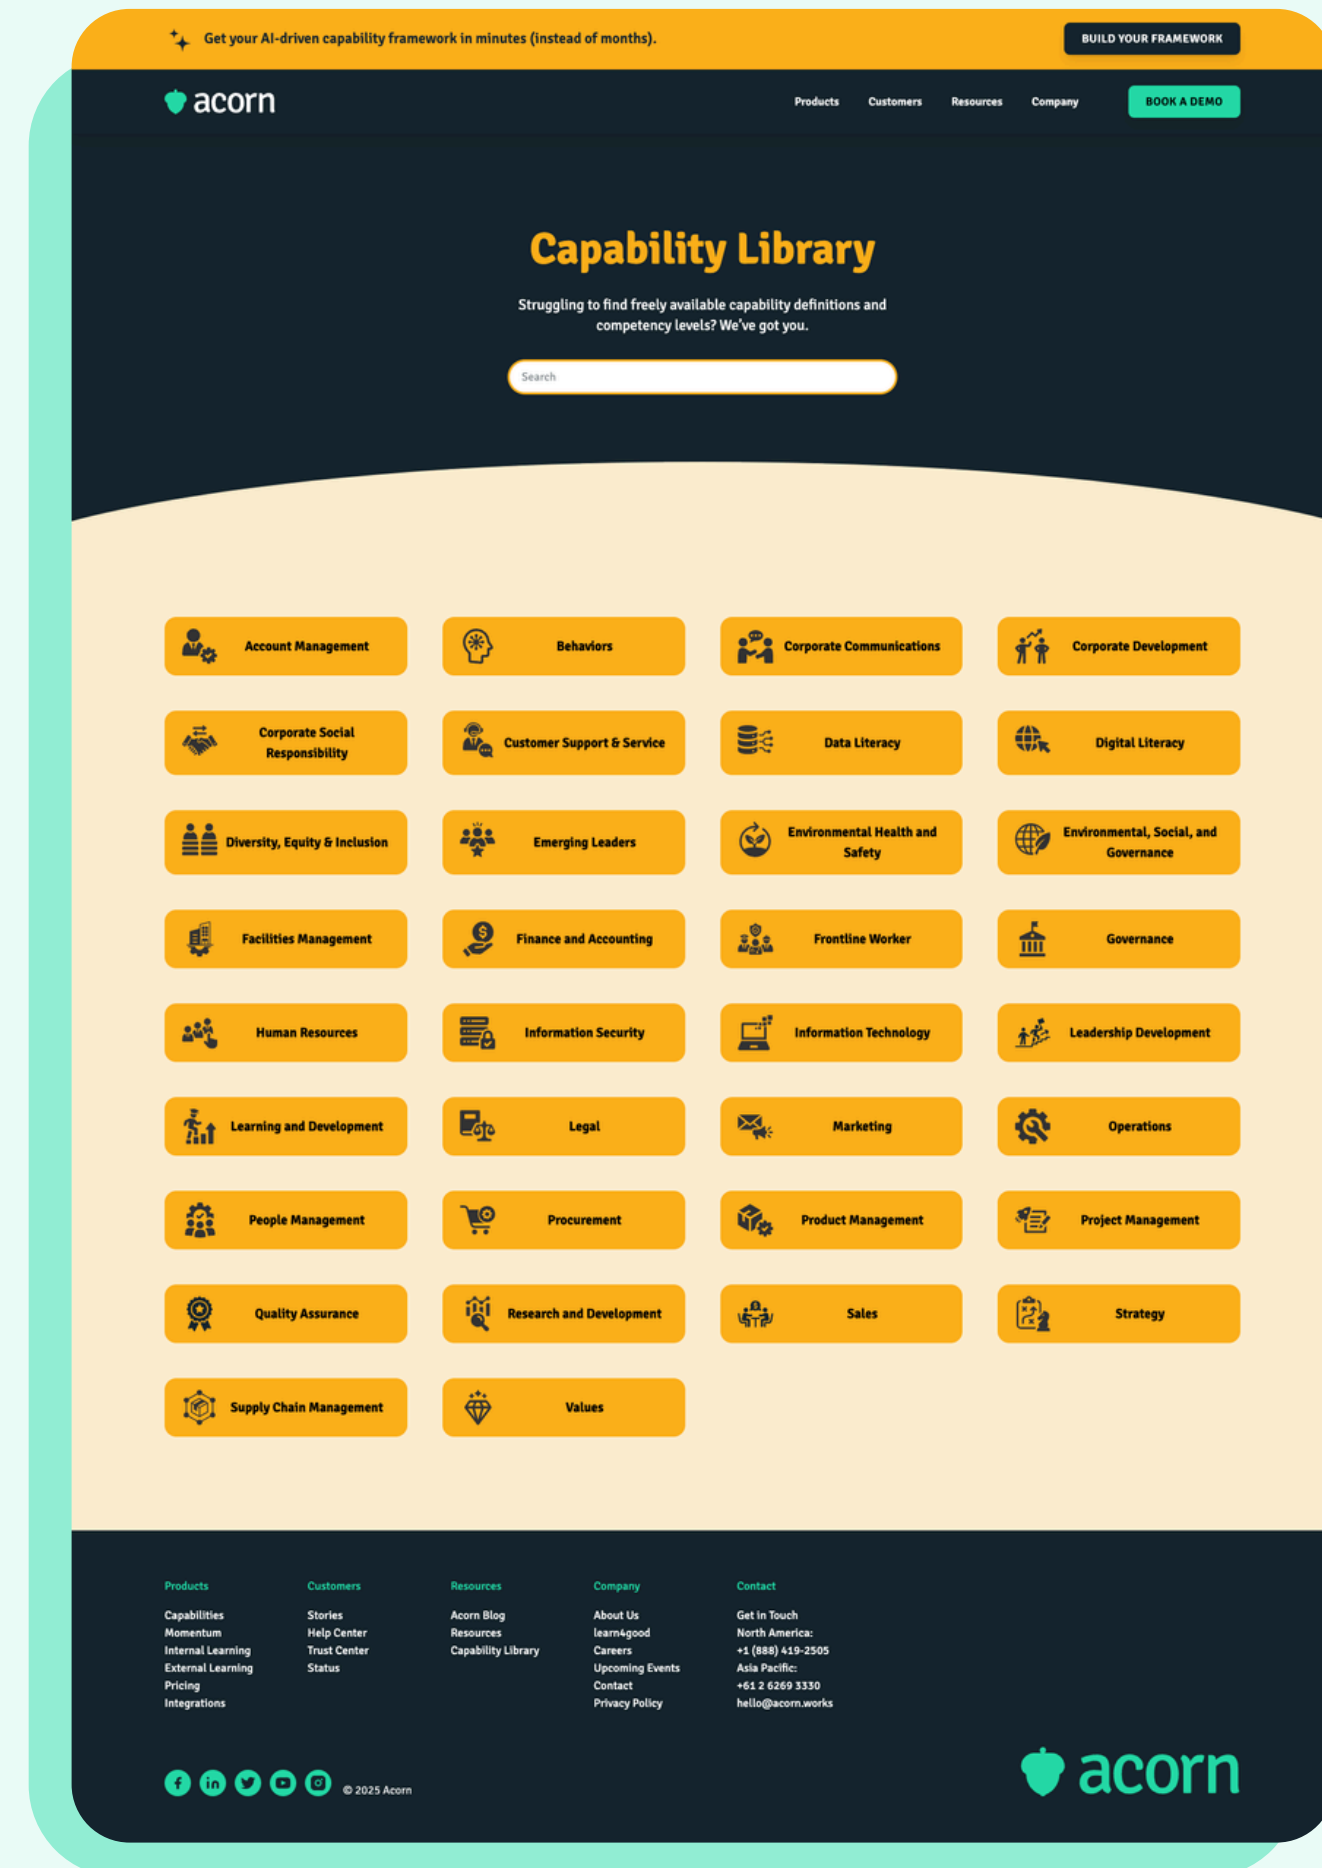 Get your AI-driven capability framework in minutes (instead of months).
BUILD YOUR FRAMEWORK
acorn
Products
Customers
Resources
Company
BOOK A DEMO
Capability Library
Struggling to find freely available capability definitions and
competency levels? We've got you.
Search
Account Management
Behaviors
Corporate Communications
Corporate Development
Corporate Social
Responsibility
Customer Support & Service
Data Literacy
Digital Literacy
Diversity, Equity & Inclusion
Emerging Leaders
Environmental Health and
Safety
Environmental, Social, and
Governance
Facilities Management
Finance and Accounting
Frontline Worker
Governance
Human Resources
Information Security
Information Technology
Leadership Development
Learning and Development
Legal
Marketing
Operations
People Management
Procurement
Product Management
Project Management
Quality Assurance
Research and Development
Sales
Strategy
Supply Chain Management
Values
Products
Capabilities
Momentum
Internal Learning
External Learning
Pricing
Integrations
Customers
Stories
Help Center
Trust Center
Status
Resources
Acorn Blog
Resources
Capability Library
Company
About Us
learn4good
Careers
Upcoming Events
Contact
Privacy Policy
Contact
Get in Touch
North America:
+1 (888) 419-2505
Asia Pacific:
+61 2 6269 3330
hello@acorn.works
© 2025 Acorn
acorn